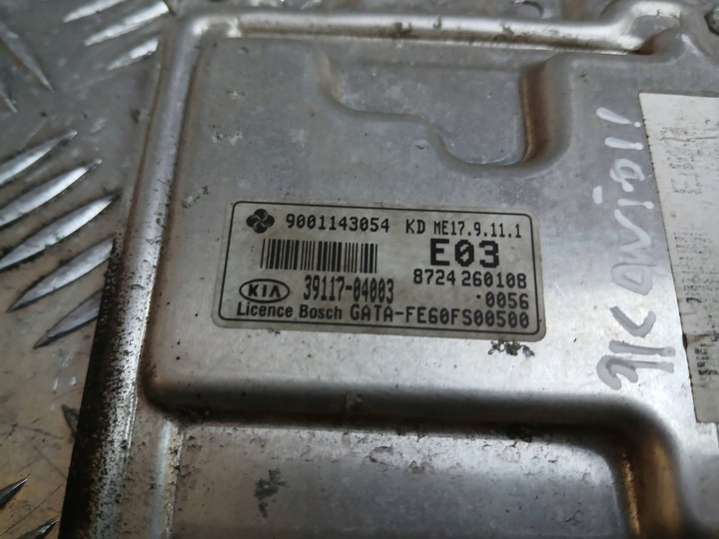 9001143054 KD ME17.9.11.1
E03
8724 260108
39117-04003
KIA
.0056
Licence Bosch GATA-FE60FS00500